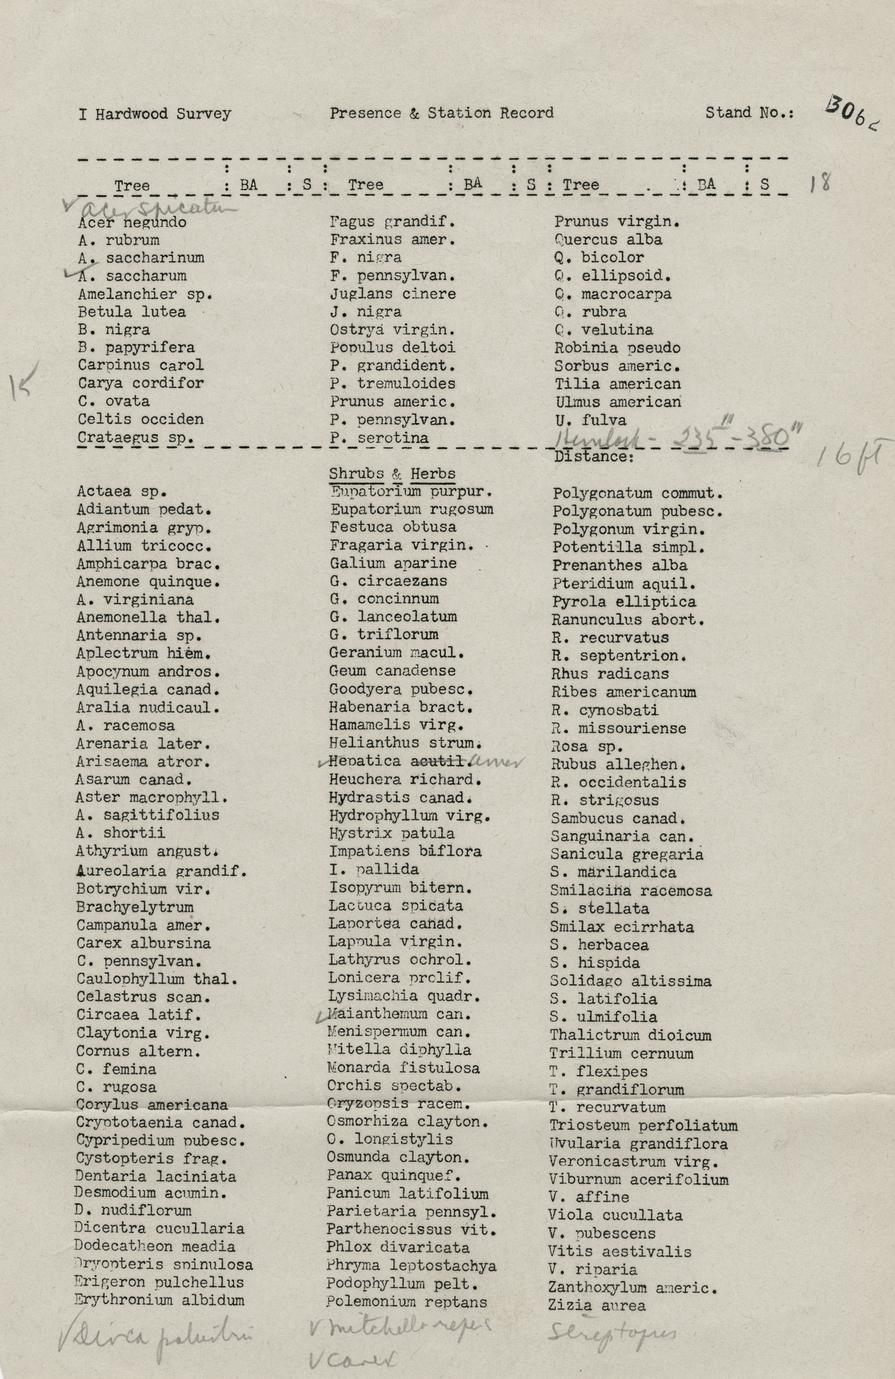 I Hardwood Survey Presence & Station Record Stand No.: B062
Tree : BA : S : Tree : BA : S : Tree : BA : S 18
✓ Acer spicatum
Acer negundo Fagus grandif. Prunus virgin.
A. rubrum Fraxinus amer. Quercus alba
A. saccharinum F. nigra Q. bicolor
✓ A. saccharum F. pennsylvan. Q. ellipsoid.
Amelanchier sp. Juglans cinere Q. macrocarpa
Betula lutea J. nigra Q. rubra
B. nigra Ostrya virgin. Q. velutina
B. papyrifera Populus deltoi Robinia pseudo
Carpinus carol P. grandident. Sorbus americ.
Carya cordifor P. tremuloides Tilia american
C. ovata Prunus americ. Ulmus american
Celtis occiden P. pennsylvan. U. fulva
Crataegus sp. P. serotina Hemlock - 235" - 380"
Distance: 16 ft
Shrubs & Herbs
Actaea sp. Eupatorium purpur. Polygonatum commut.
Adiantum pedat. Eupatorium rugosum Polygonatum pubesc.
Agrimonia gryp. Festuca obtusa Polygonum virgin.
Allium tricocc. Fragaria virgin. Potentilla simpl.
Amphicarpa brac. Galium aparine Prenanthes alba
Anemone quinque. G. circaezans Pteridium aquil.
A. virginiana G. concinnum Pyrola elliptica
Anemonella thal. G. lanceolatum Ranunculus abort.
Antennaria sp. G. triflorum R. recurvatus
Aplectrum hiem. Geranium macul. R. septentrion.
Apocynum andros. Geum canadense Rhus radicans
Aquilegia canad. Goodyera pubesc. Ribes americanum
Aralia nudicaul. Habenaria bract. R. cynosbati
A. racemosa Hamamelis virg. R. missouriense
Arenaria later. Helianthus strum. Rosa sp.
Arisaema atror. ✓ Hepatica acutil. amer Rubus alleghen.
Asarum canad. Heuchera richard. R. occidentalis
Aster macrophyll. Hydrastis canad. R. strigosus
A. sagittifolius Hydrophyllum virg. Sambucus canad.
A. shortii Hystrix patula Sanguinaria can.
Athyrium angust. Impatiens biflora Sanicula gregaria
Aureolaria grandif. I. pallida S. marilandica
Botrychium vir. Isopyrum bitern. Smilacina racemosa
Brachyelytrum Lactuca spicata S. stellata
Campanula amer. Laportea canad. Smilax ecirrhata
Carex albursina Lappula virgin. S. herbacea
C. pennsylvan. Lathyrus ochrol. S. hispida
Caulophyllum thal. Lonicera prolif. Solidago altissima
Celastrus scan. Lysimachia quadr. S. latifolia
Circaea latif. ✓ Maianthemum can. S. ulmifolia
Claytonia virg. Menispermum can. Thalictrum dioicum
Cornus altern. Mitella diphylla Trillium cernuum
C. femina Monarda fistulosa T. flexipes
C. rugosa Orchis spectab. T. grandiflorum
Corylus americana Oryzopsis racem. T. recurvatum
Cryptotaenia canad. Osmorhiza clayton. Triosteum perfoliatum
Cypripedium pubesc. O. longistylis Uvularia grandiflora
Cystopteris frag. Osmunda clayton. Veronicastrum virg.
Dentaria laciniata Panax quinquef. Viburnum acerifolium
Desmodium acumin. Panicum latifolium V. affine
D. nudiflorum Parietaria pennsyl. Viola cucullata
Dicentra cucullaria Parthenocissus vit. V. pubescens
Dodecatheon meadia Phlox divaricata Vitis aestivalis
Dryopteris spinulosa Phryma leptostachya V. riparia
Erigeron pulchellus Podophyllum pelt. Zanthoxylum americ.
Erythronium albidum Polemonium reptans Zizia aurea
✓ Dirca palustris ✓ Mitchella repens Streptopus
✓ Carex